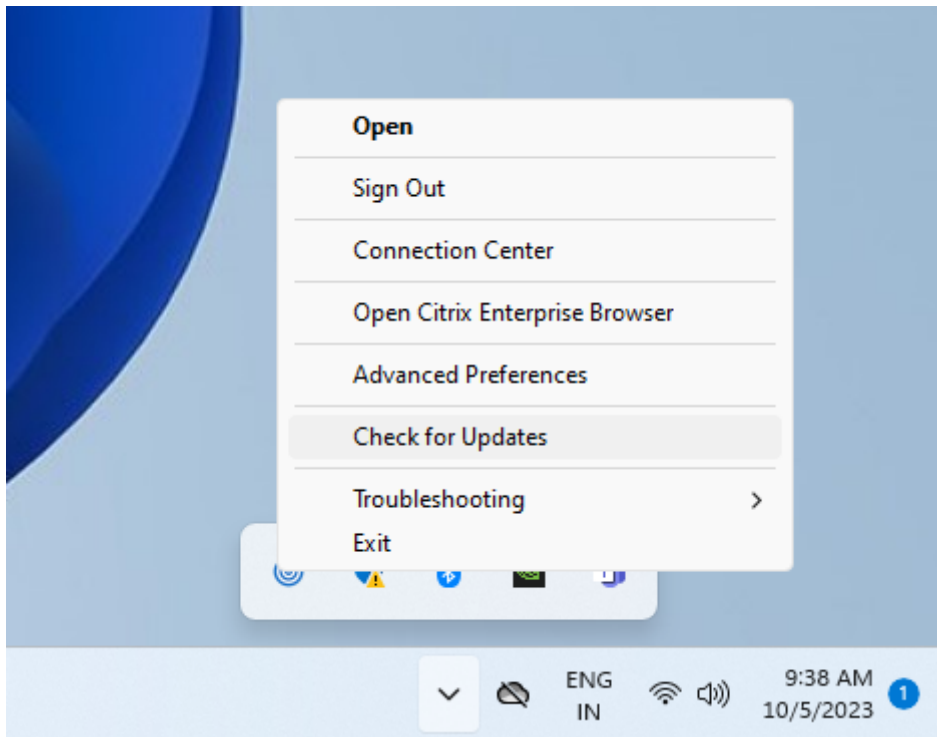 Open
Sign Out
Connection Center
Open Citrix Enterprise Browser
Advanced Preferences
Check for Updates
Troubleshooting
Exit
ENG
IN
9:38 AM
10/5/2023
1